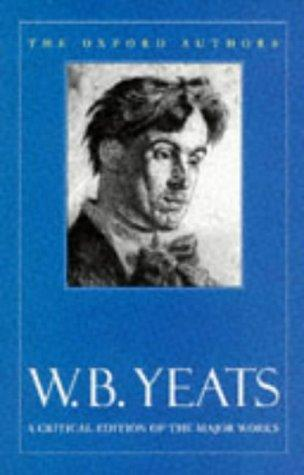 THE OXFORD AUTHORS
W. B. YEATS
A CRITICAL EDITION OF THE MAJOR WORKS